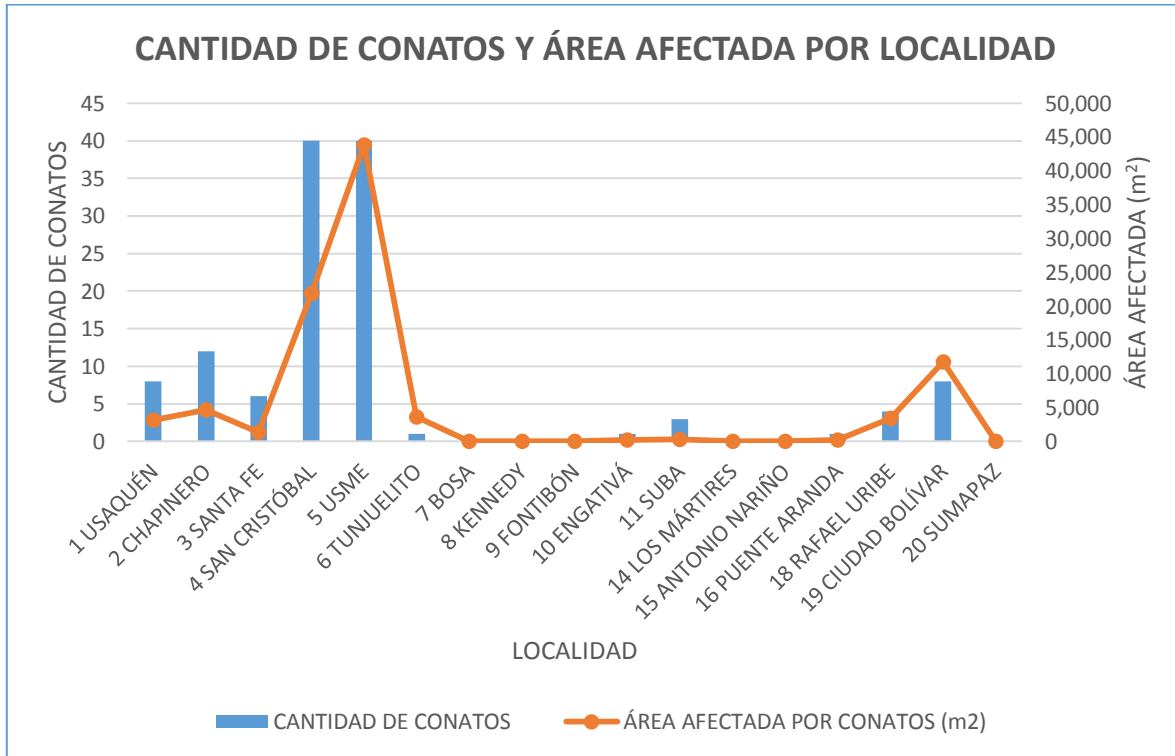 CANTIDAD DE CONATOS Y ÁREA AFECTADA POR LOCALIDAD
CANTIDAD DE CONATOS
45
40
35
30
25
20
15
10
5
0
50,000
45,000
40,000
35,000
30,000
25,000
20,000
15,000
10,000
5,000
0
ÁREA AFECTADA (m²)
1 USAQUÉN
2 CHAPINERO
3 SANTA FE
4 SAN CRISTÓBAL
5 USME
6 TUNJUELITO
7 BOSA
8 KENNEDY
9 FONTIBÓN
10 ENGATIVÁ
11 SUBA
14 LOS MÁRTIRES
15 ANTONIO NARIÑO
16 PUENTE ARANDA
18 RAFAEL URIBE
19 CIUDAD BOLÍVAR
20 SUMAPAZ
LOCALIDAD
CANTIDAD DE CONATOS
ÁREA AFECTADA POR CONATOS (m2)